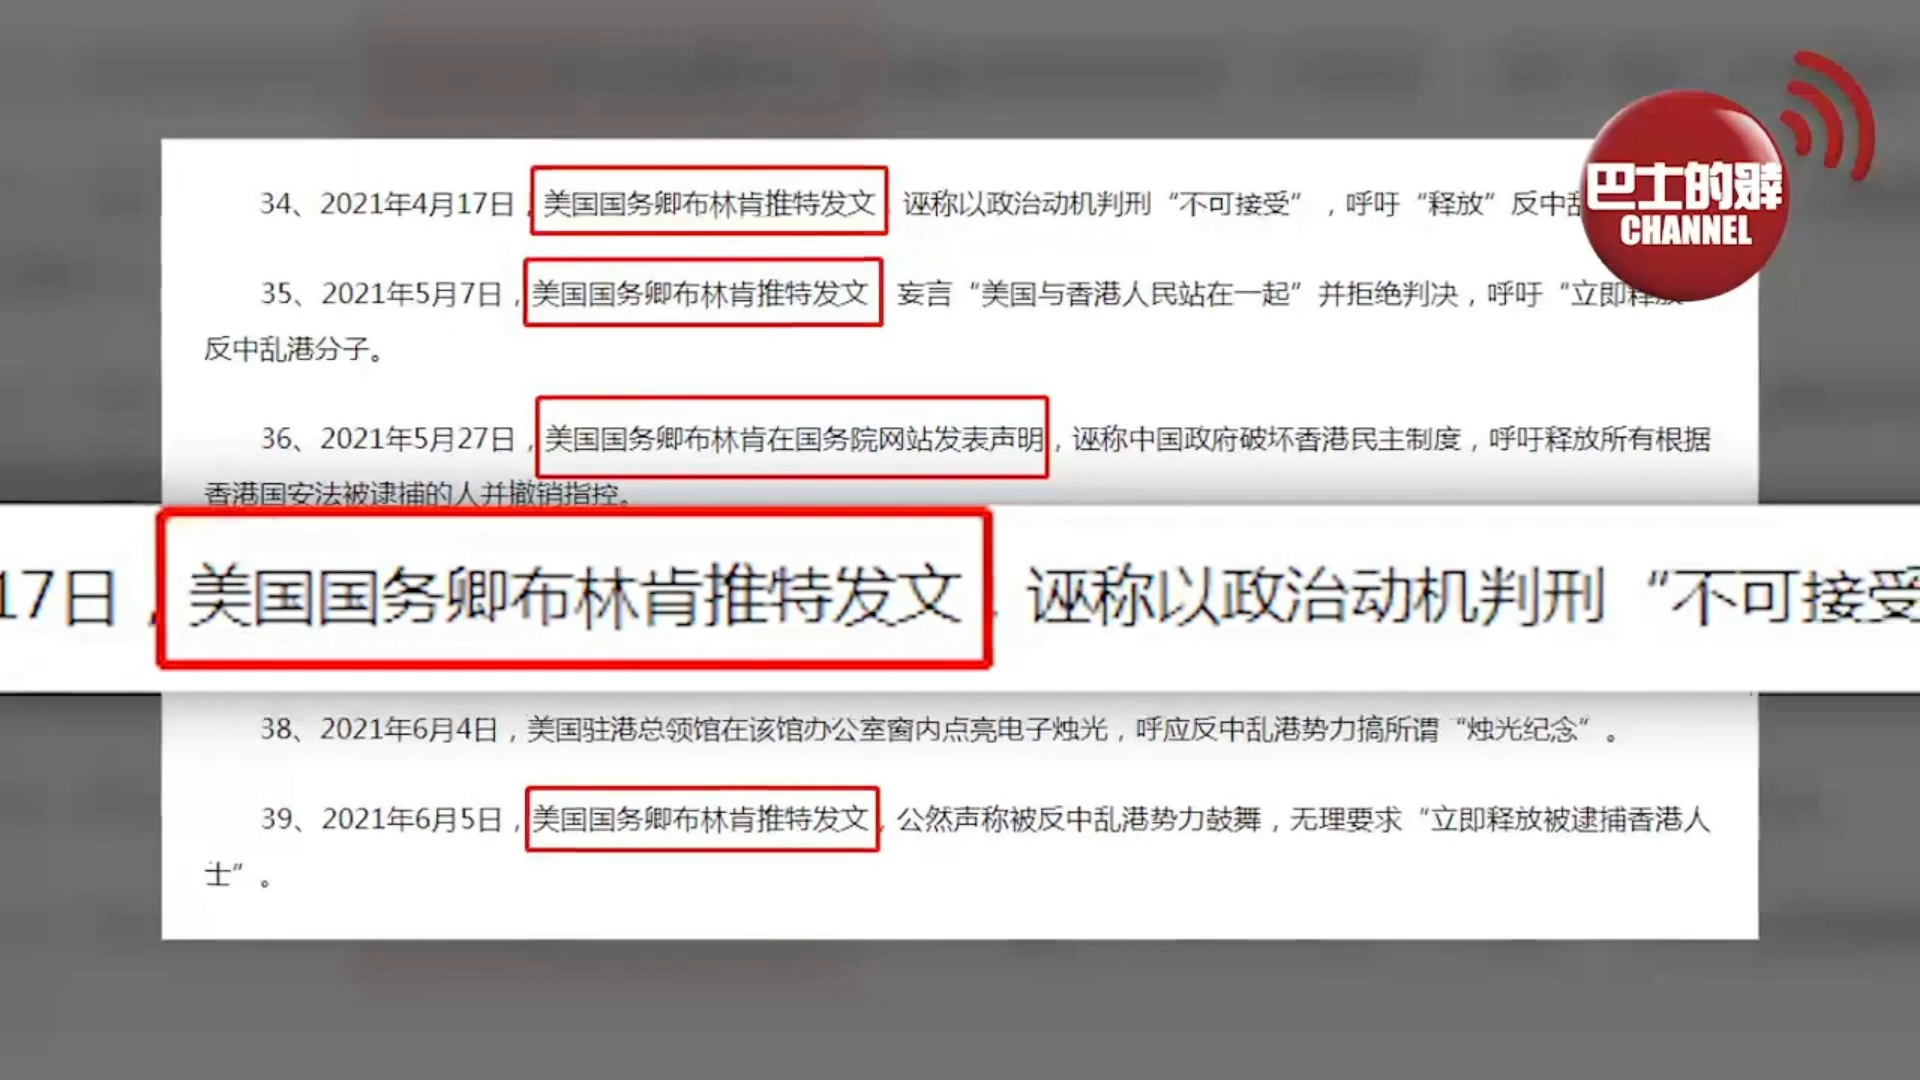 34、2021年4月17日，美国国务卿布林肯推特发文，诬称以政治动机判刑“不可接受”，呼吁“释放”反中乱
巴士的報
CHANNEL
35、2021年5月7日，美国国务卿布林肯推特发文，妄言“美国与香港人民站在一起”并拒绝判决，呼吁“立即释放”
反中乱港分子。
36、2021年5月27日，美国国务卿布林肯在国务院网站发表声明，诬称中国政府破坏香港民主制度，呼吁释放所有根据
香港国安法被逮捕的人并撤销指控。
17日，美国国务卿布林肯推特发文，诬称以政治动机判刑“不可接受
38、2021年6月4日，美国驻港总领馆在该馆办公室窗内点亮电子烛光，呼应反中乱港势力搞所谓“烛光纪念”。
39、2021年6月5日，美国国务卿布林肯推特发文，公然声称被反中乱港势力鼓舞，无理要求“立即释放被逮捕香港人
士”。